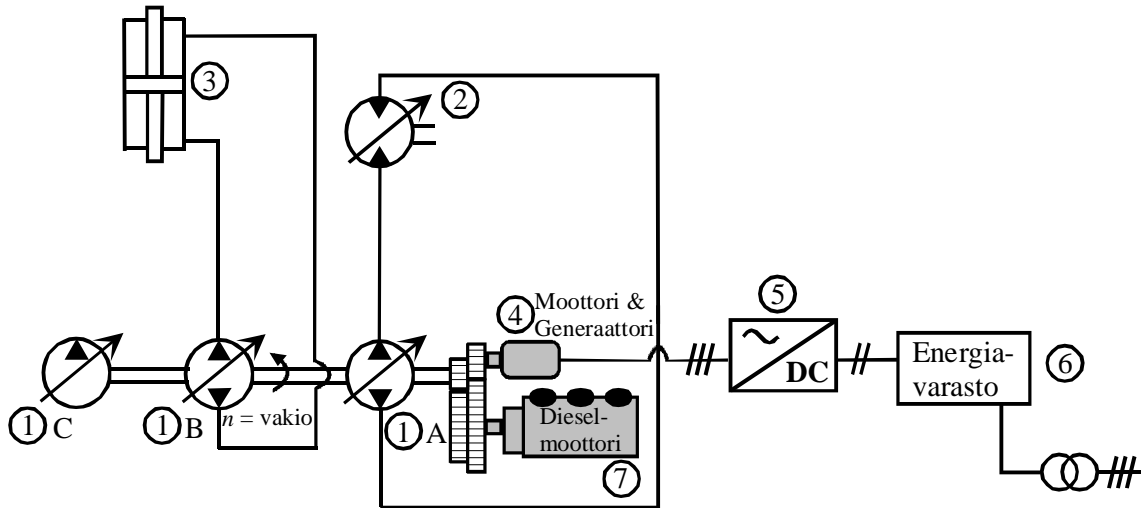 3
2
4
Moottori &
Generaattori
5
DC
Energia-
varasto
6
1 C
1 B
n = vakio
1 A
Diesel-
moottori
7